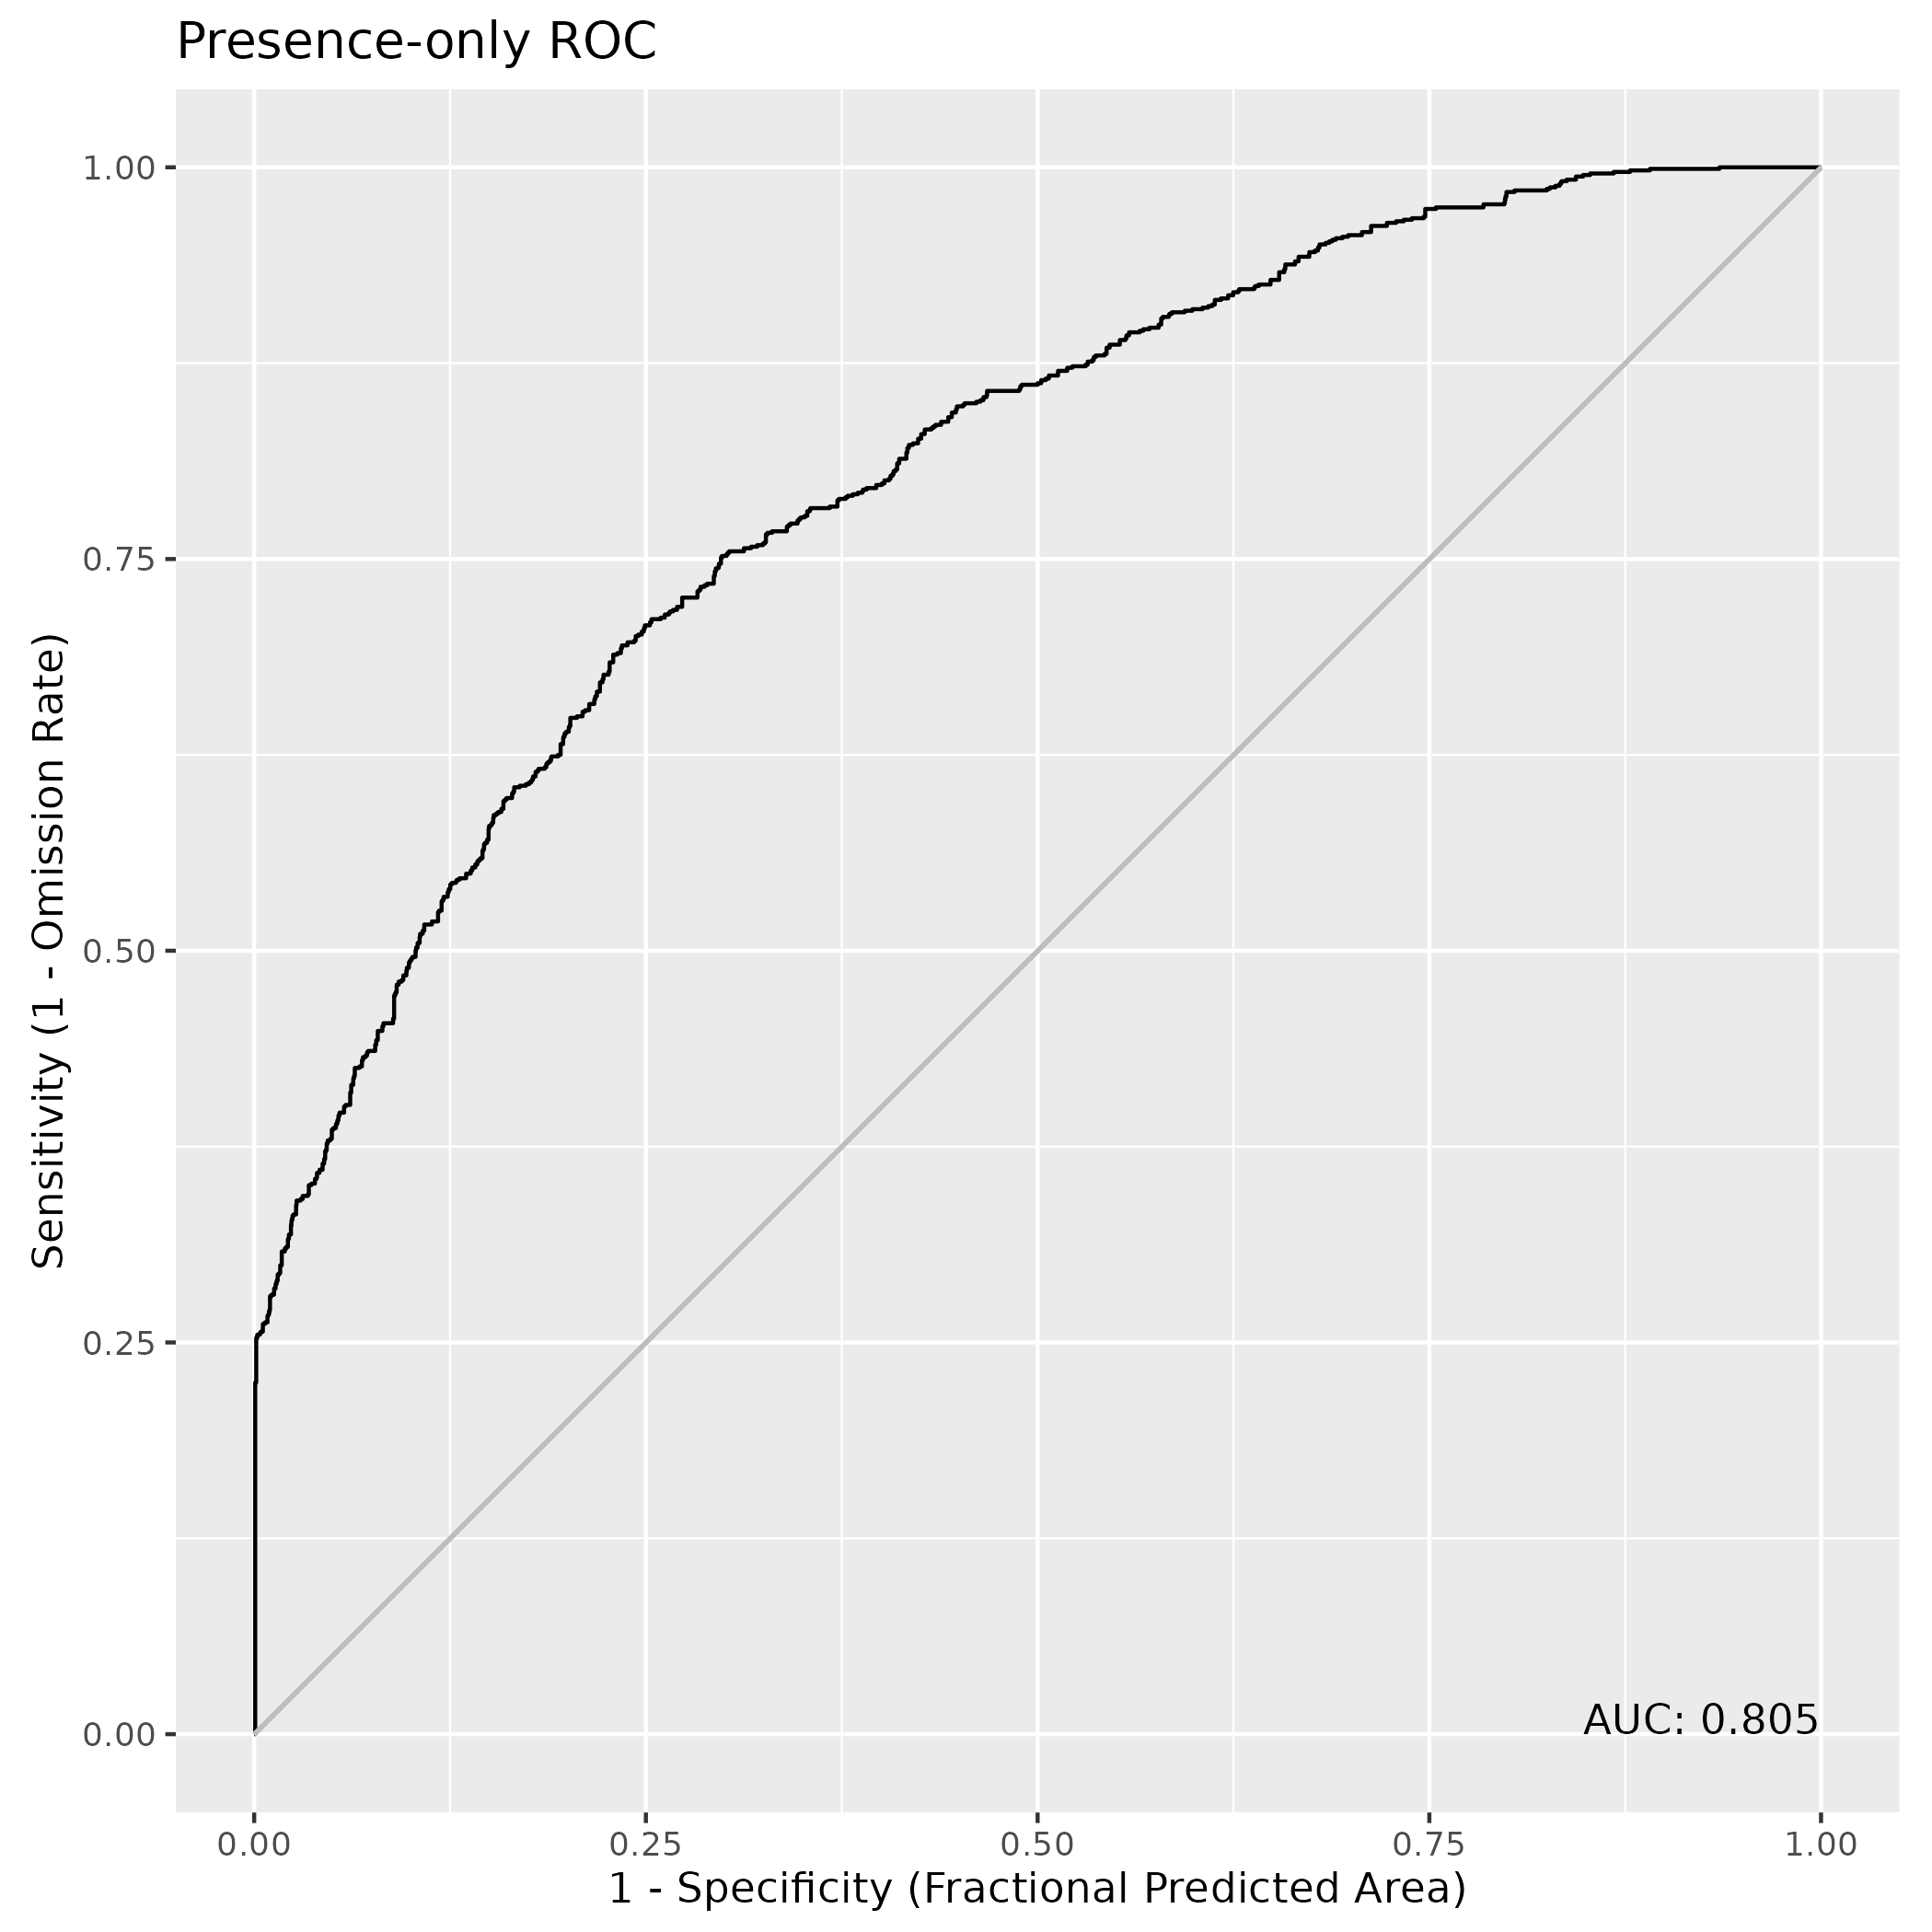 Presence-only ROC
1.00
0.75
0.50
0.25
0.00
Sensitivity (1 - Omission Rate)
AUC: 0.805
0.00 0.25 0.50 0.75 1.00
1 - Specificity (Fractional Predicted Area)